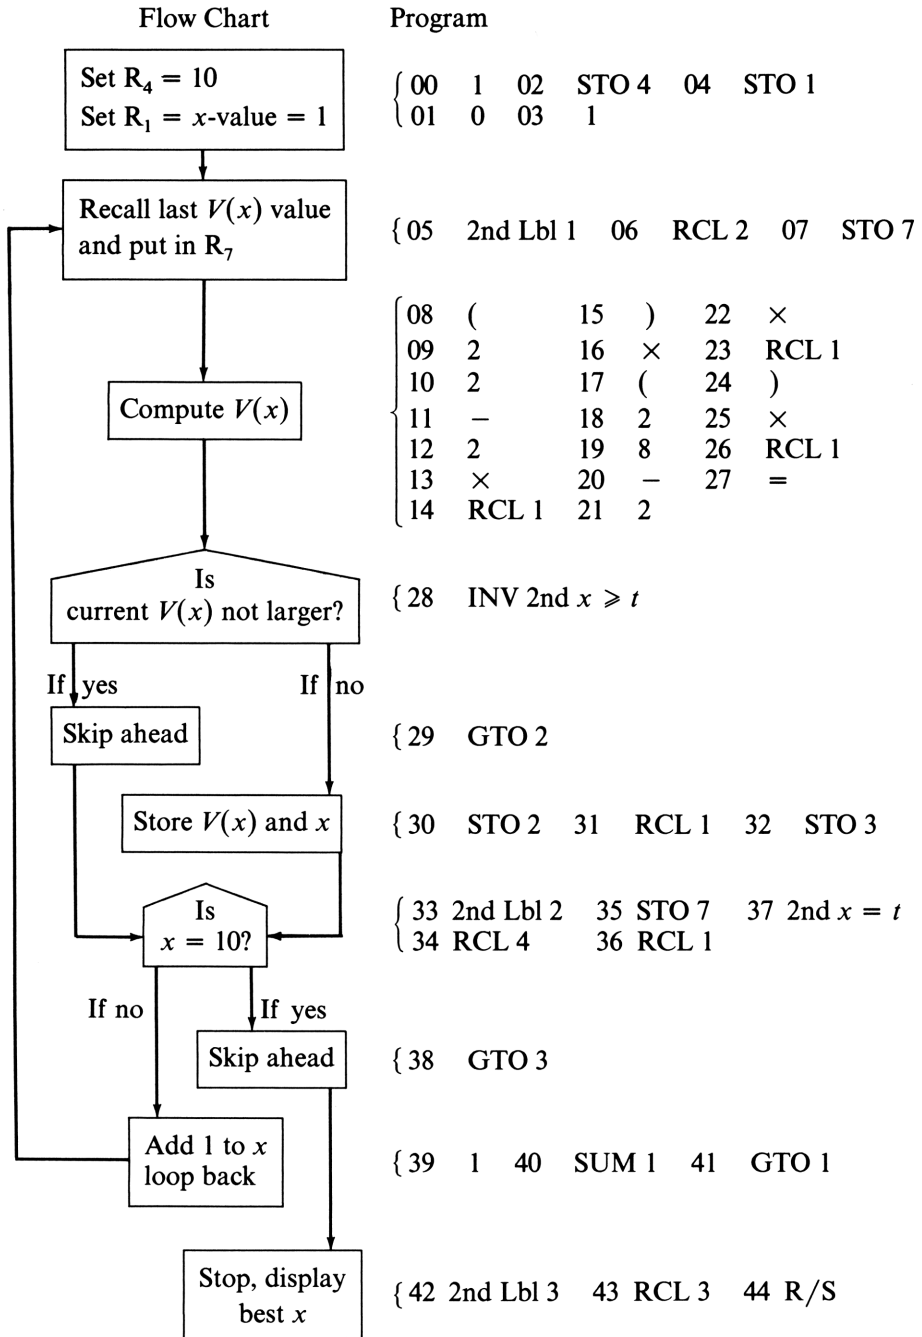 Flow Chart Program
Set R₄ = 10
Set R₁ = x-value = 1
{ 00 1 02 STO 4 04 STO 1
01 0 03 1
Recall last V(x) value
and put in R₇
{ 05 2nd Lbl 1 06 RCL 2 07 STO 7
08 ( 15 ) 22 ×
09 2 16 × 23 RCL 1
10 2 17 ( 24 )
Compute V(x)
11 − 18 2 25 ×
12 2 19 8 26 RCL 1
13 × 20 − 27 =
14 RCL 1 21 2
Is
current V(x) not larger?
{ 28 INV 2nd x ⩾ t
If yes
If no
Skip ahead
{ 29 GTO 2
Store V(x) and x
{ 30 STO 2 31 RCL 1 32 STO 3
Is
x = 10?
{ 33 2nd Lbl 2 35 STO 7 37 2nd x = t
34 RCL 4 36 RCL 1
If no
If yes
Skip ahead
{ 38 GTO 3
Add 1 to x
loop back
{ 39 1 40 SUM 1 41 GTO 1
Stop, display
best x
{ 42 2nd Lbl 3 43 RCL 3 44 R/S